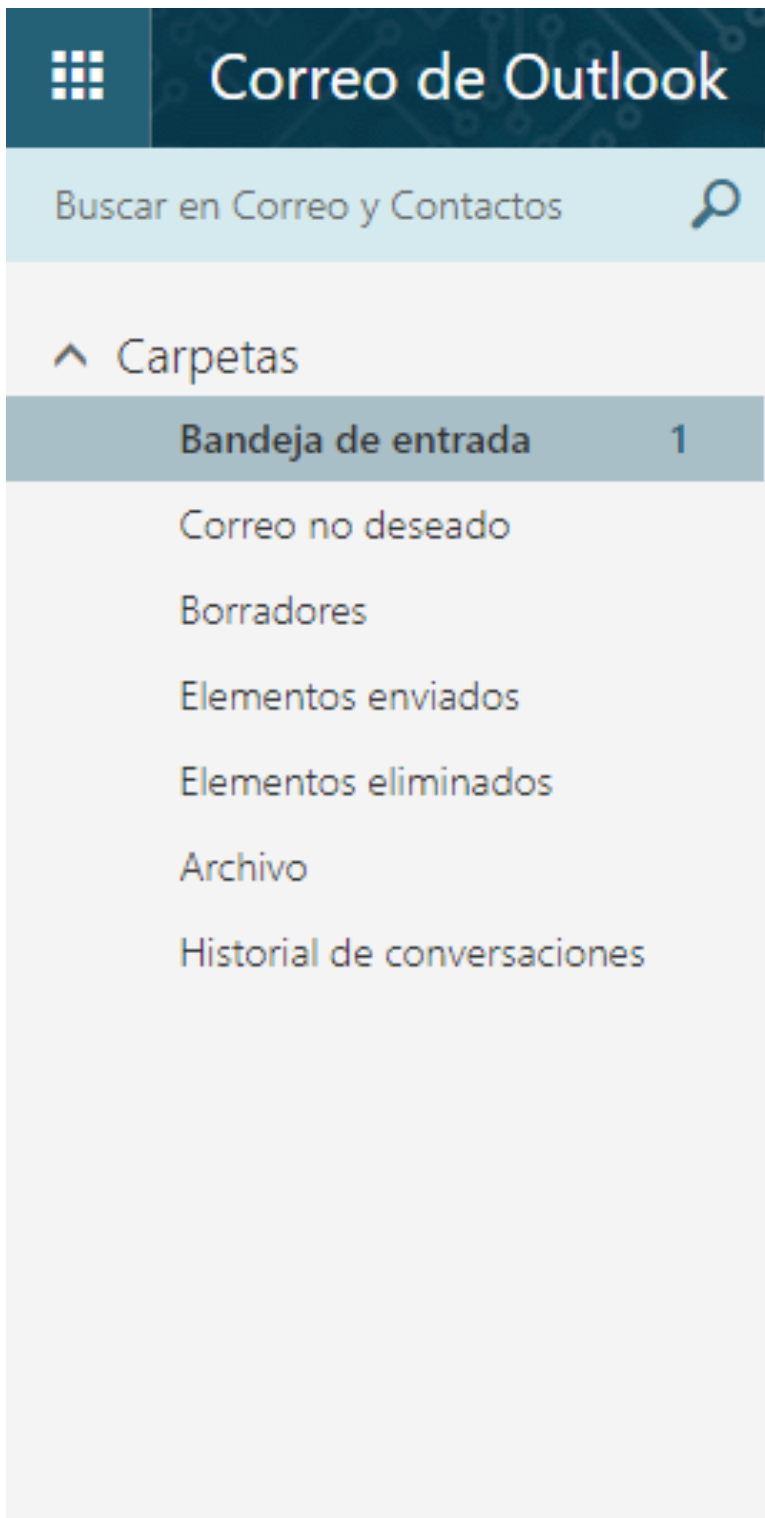 Correo de Outlook
Buscar en Correo y Contactos
Carpetas
Bandeja de entrada 1
Correo no deseado
Borradores
Elementos enviados
Elementos eliminados
Archivo
Historial de conversaciones